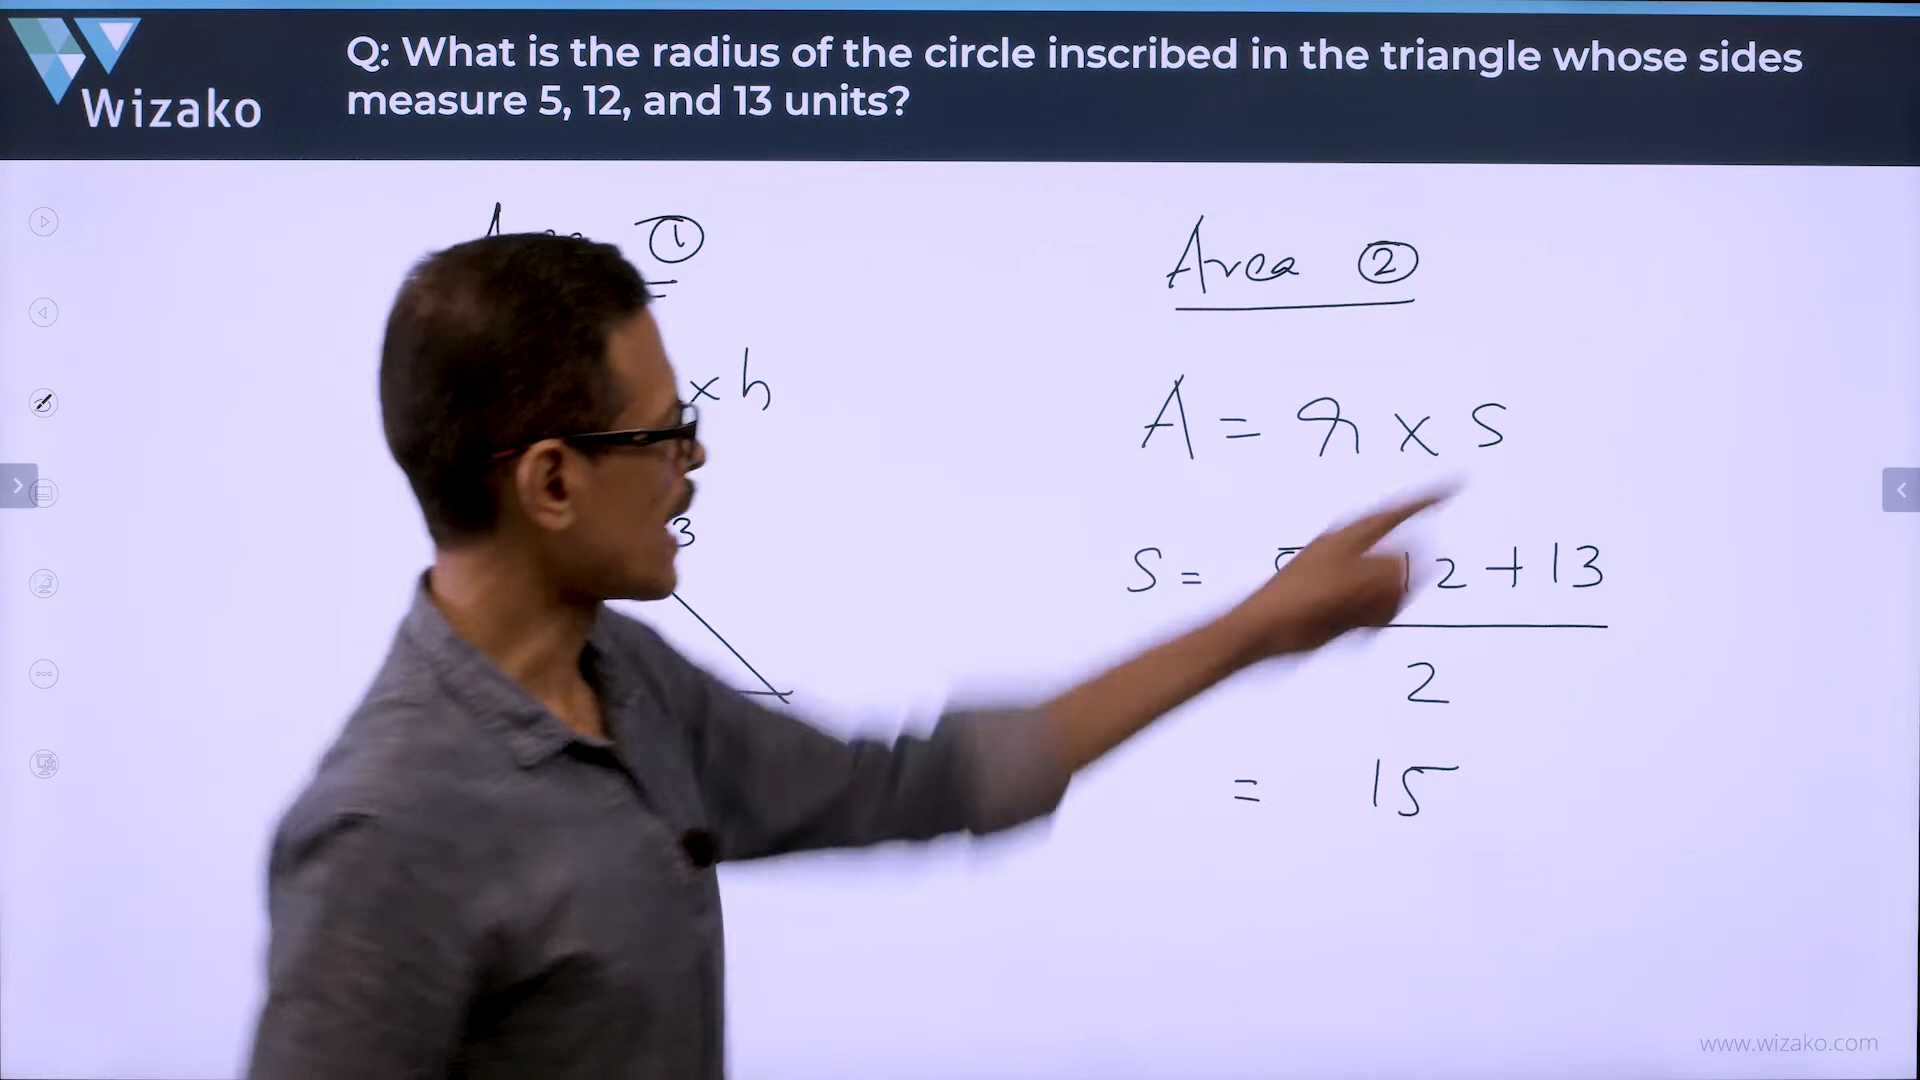 Wizako
Q: What is the radius of the circle inscribed in the triangle whose sides
measure 5, 12, and 13 units?
①
x h
3
Area ②
A = r x s
S = 12 + 13
2
= 15
www.wizako.com